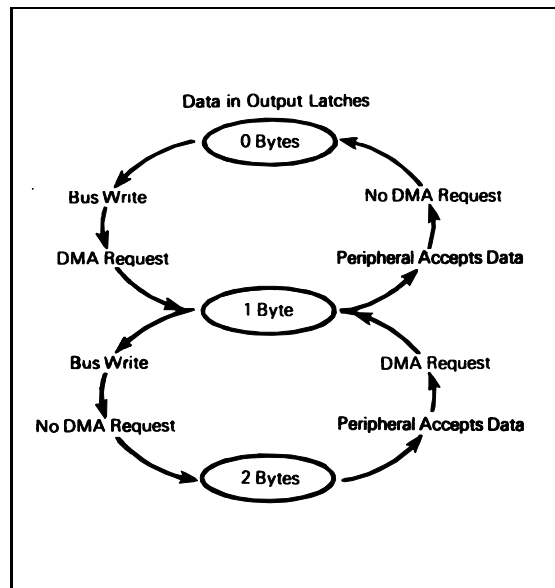 Data in Output Latches
0 Bytes
Bus Write
No DMA Request
DMA Request
Peripheral Accepts Data
1 Byte
Bus Write
DMA Request
No DMA Request
Peripheral Accepts Data
2 Bytes